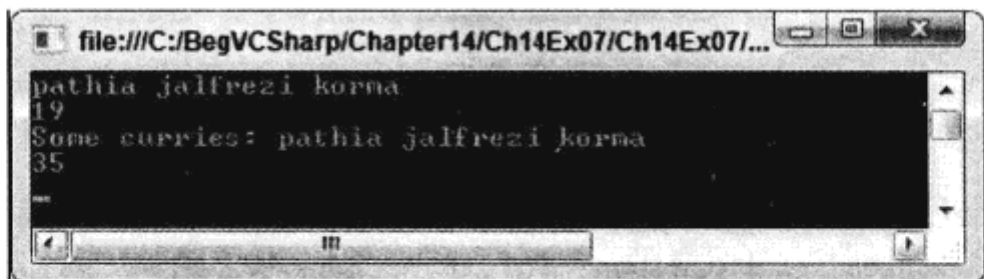 file:///C:/BegVCSharp/Chapter14/Ch14Ex07/Ch14Ex07/...
pathia jalfrezi korma
19
Some curries: pathia jalfrezi korma
35